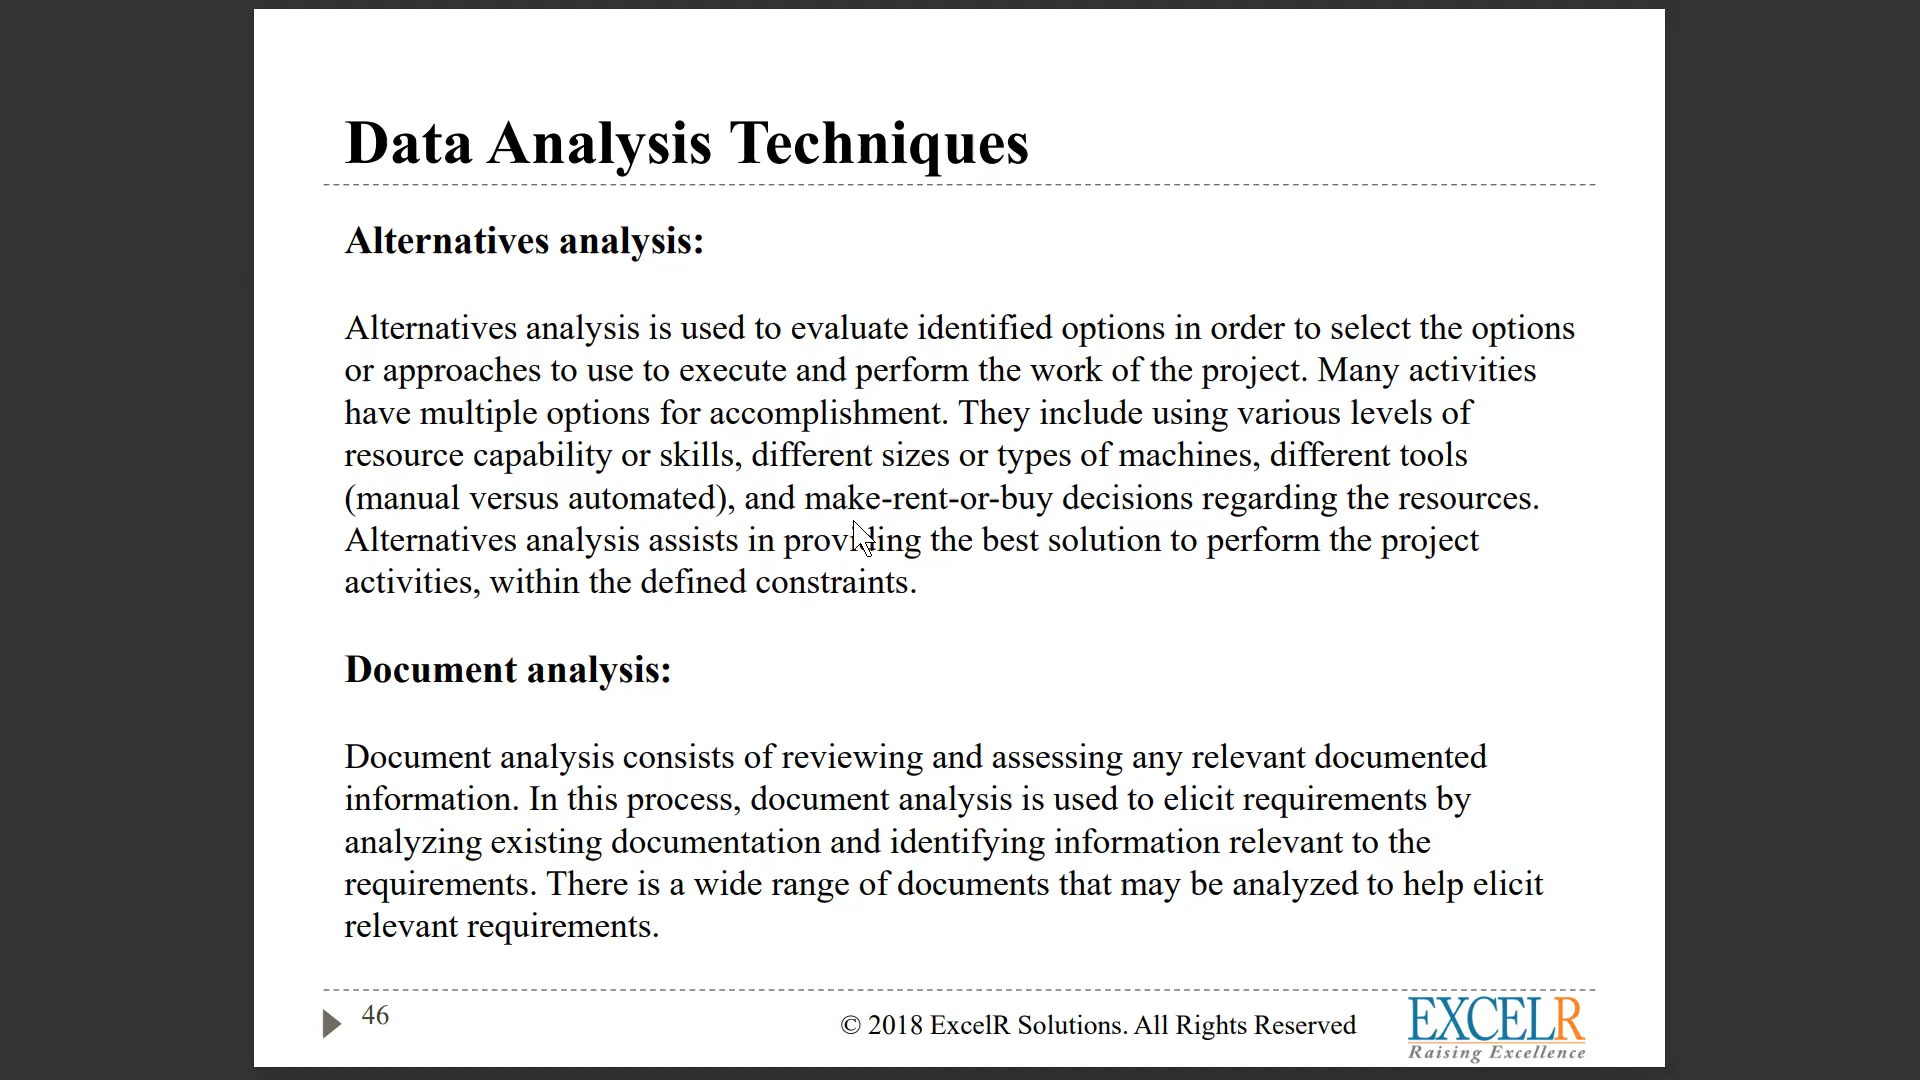 Data Analysis Techniques
Alternatives analysis:
Alternatives analysis is used to evaluate identified options in order to select the options
or approaches to use to execute and perform the work of the project. Many activities
have multiple options for accomplishment. They include using various levels of
resource capability or skills, different sizes or types of machines, different tools
(manual versus automated), and make-rent-or-buy decisions regarding the resources.
Alternatives analysis assists in providing the best solution to perform the project
activities, within the defined constraints.
Document analysis:
Document analysis consists of reviewing and assessing any relevant documented
information. In this process, document analysis is used to elicit requirements by
analyzing existing documentation and identifying information relevant to the
requirements. There is a wide range of documents that may be analyzed to help elicit
relevant requirements.
46
© 2018 ExcelR Solutions. All Rights Reserved
EXCELR
Raising Excellence